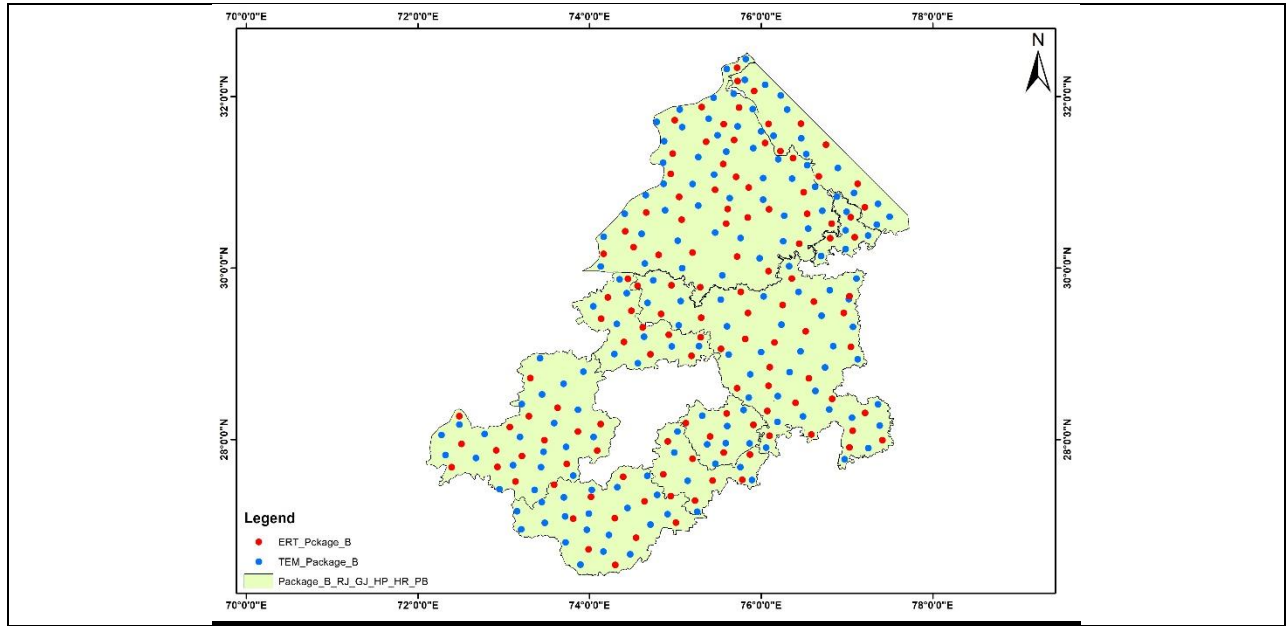 70°0'0"E 72°0'0"E 74°0'0"E 76°0'0"E 78°0'0"E
N
32°0'0"N 32°0'0"N
30°0'0"N 30°0'0"N
28°0'0"N 28°0'0"N
Legend
ERT_Pckage_B
TEM_Package_B
Package_B_RJ_GJ_HP_HR_PB
70°0'0"E 72°0'0"E 74°0'0"E 76°0'0"E 78°0'0"E